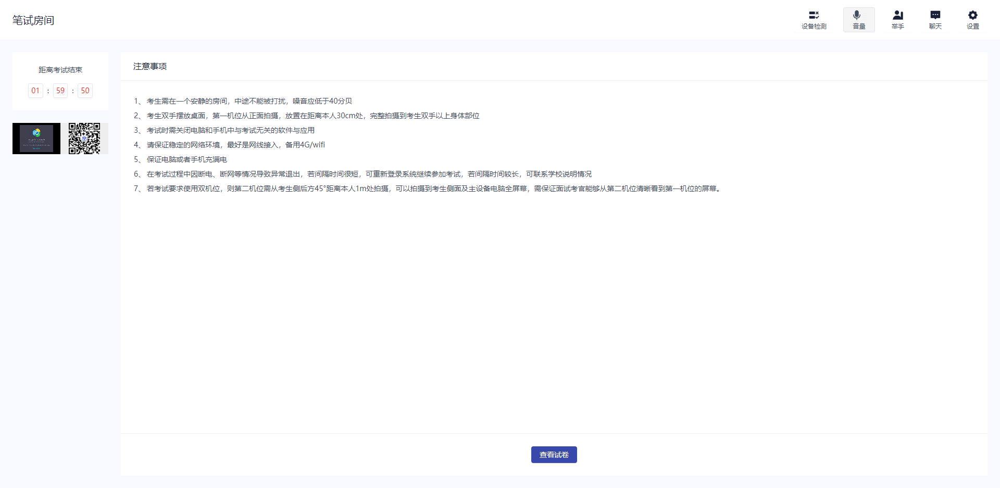 笔试房间
设备检测
音量
举手
聊天
设置
距离考试结束
01 : 59 : 50
注意事项
1、 考生需在一个安静的房间，中途不能被打扰，噪音应低于40分贝
2、 考生双手摆放桌面，第一机位从正面拍摄，放置在距离本人30cm处，完整拍摄到考生双手以上身体部位
3、 考试时需关闭电脑和手机中与考试无关的软件与应用
4、 请保证稳定的网络环境，最好是网线接入，备用4G/wifi
5、 保证电脑或者手机充满电
6、 在考试过程中因断电、断网等情况导致异常退出，若间隔时间很短，可重新登录系统继续参加考试，若间隔时间较长，可联系学校说明情况
7、 若考试要求使用双机位，则第二机位需从考生侧后方45°距离本人1m处拍摄，可以拍摄到考生侧面及主设备电脑全屏幕，需保证面试考官能够从第二机位清晰看到第一机位的屏幕。
查看试卷